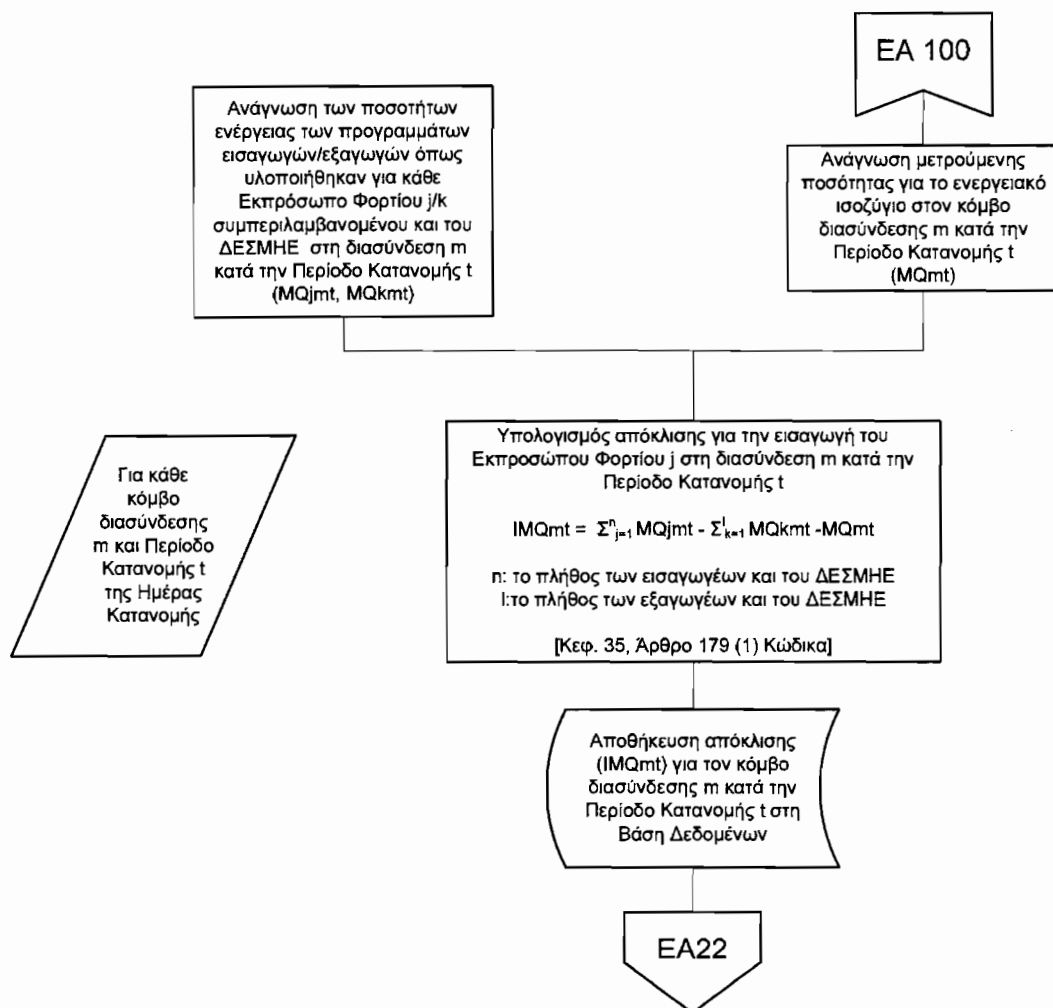 EA 100
Ανάγνωση των ποσοτήτων
ενέργειας των προγραμμάτων
εισαγωγών/εξαγωγών όπως
υλοποιήθηκαν για κάθε
Εκπρόσωπο Φορτίου j/k
συμπεριλαμβανομένου και του
ΔΕΣΜΗΕ στη διασύνδεση m
κατά την Περίοδο Κατανομής t
(MQjmt, MQkmt)
Ανάγνωση μετρούμενης
ποσότητας για το ενεργειακό
ισοζύγιο στον κόμβο
διασύνδεσης m κατά την
Περίοδο Κατανομής t
(MQmt)
Για κάθε
κόμβο
διασύνδεσης
m και Περίοδο
Κατανομής t
της Ημέρας
Κατανομής
Υπολογισμός απόκλισης για την εισαγωγή του
Εκπροσώπου Φορτίου j στη διασύνδεση m κατά την
Περίοδο Κατανομής t
IMQmt = Σⁿj=1 MQjmt - Σˡk=1 MQkmt -MQmt
n: το πλήθος των εισαγωγέων και του ΔΕΣΜΗΕ
l:το πλήθος των εξαγωγέων και του ΔΕΣΜΗΕ
[Κεφ. 35, Άρθρο 179 (1) Κώδικα]
Αποθήκευση απόκλισης
(IMQmt) για τον κόμβο
διασύνδεσης m κατά την
Περίοδο Κατανομής t στη
Βάση Δεδομένων
EA22